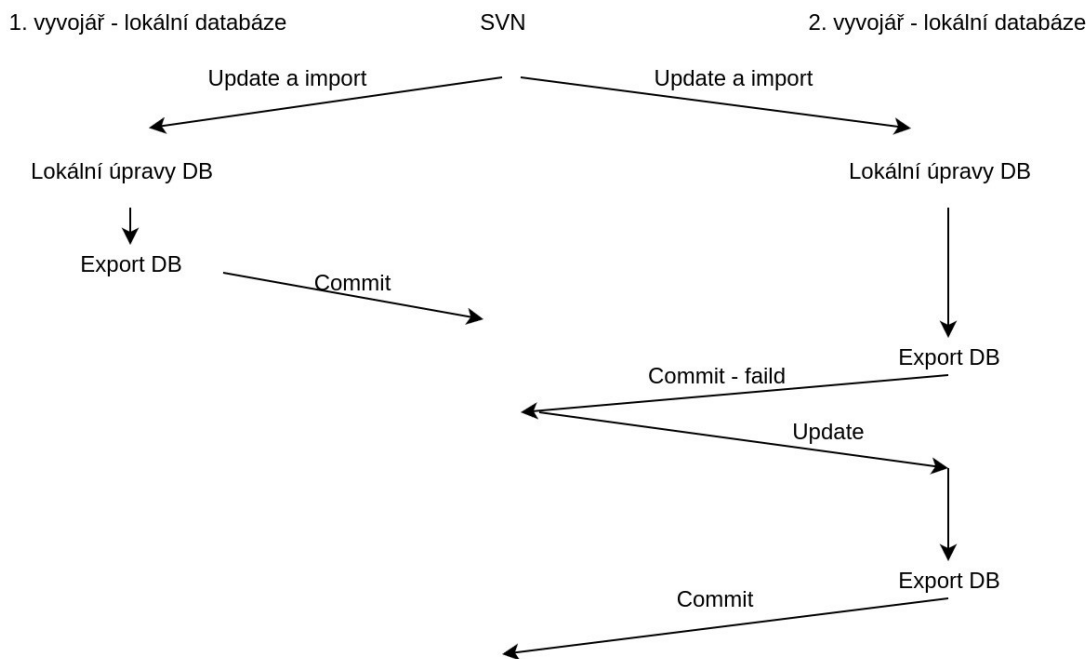 1. vyvojář - lokální databáze
SVN
2. vyvojář - lokální databáze
Update a import
Update a import
Lokální úpravy DB
Lokální úpravy DB
Export DB
Commit
Export DB
Commit - faild
Update
Export DB
Commit